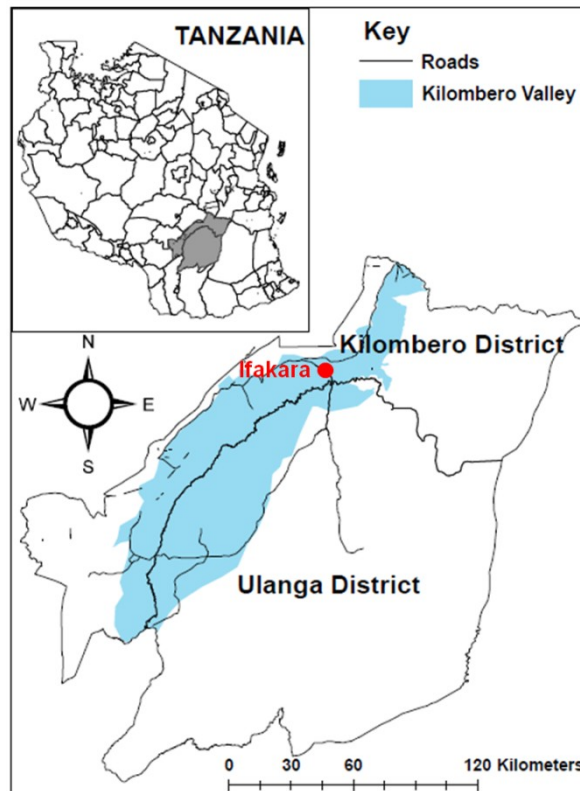 TANZANIA
Key
Roads
Kilombero Valley
N
W E
S
Kilombero District
Ifakara
Ulanga District
0 30 60 120 Kilometers